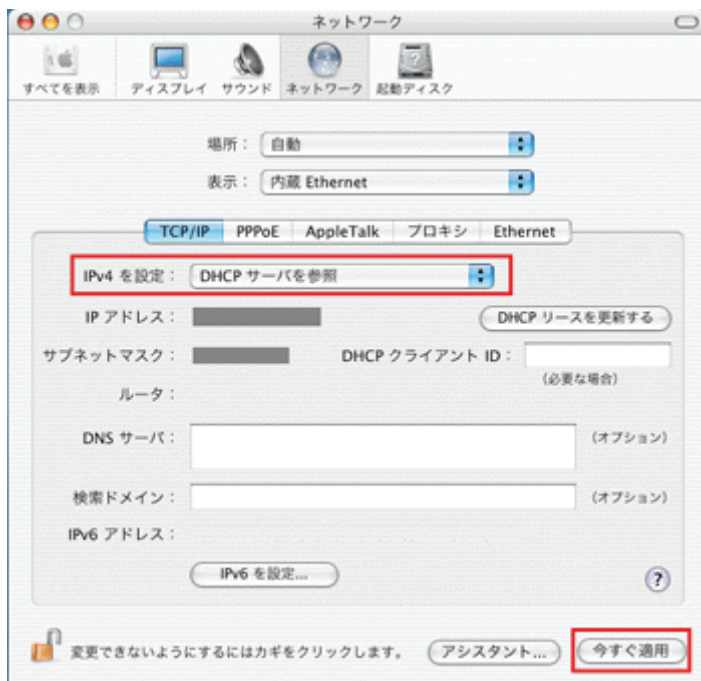 ネットワーク
すべてを表示 ディスプレイ サウンド ネットワーク 起動ディスク
場所： 自動
表示： 内蔵 Ethernet
TCP/IP PPPoE AppleTalk プロキシ Ethernet
IPv4 を設定： DHCP サーバを参照
IP アドレス： DHCP リースを更新する
サブネットマスク： DHCP クライアント ID：
（必要な場合）
ルータ：
DNS サーバ： （オプション）
検索ドメイン： （オプション）
IPv6 アドレス：
IPv6 を設定... ?
変更できないようにするにはカギをクリックします。 アシスタント... 今すぐ適用